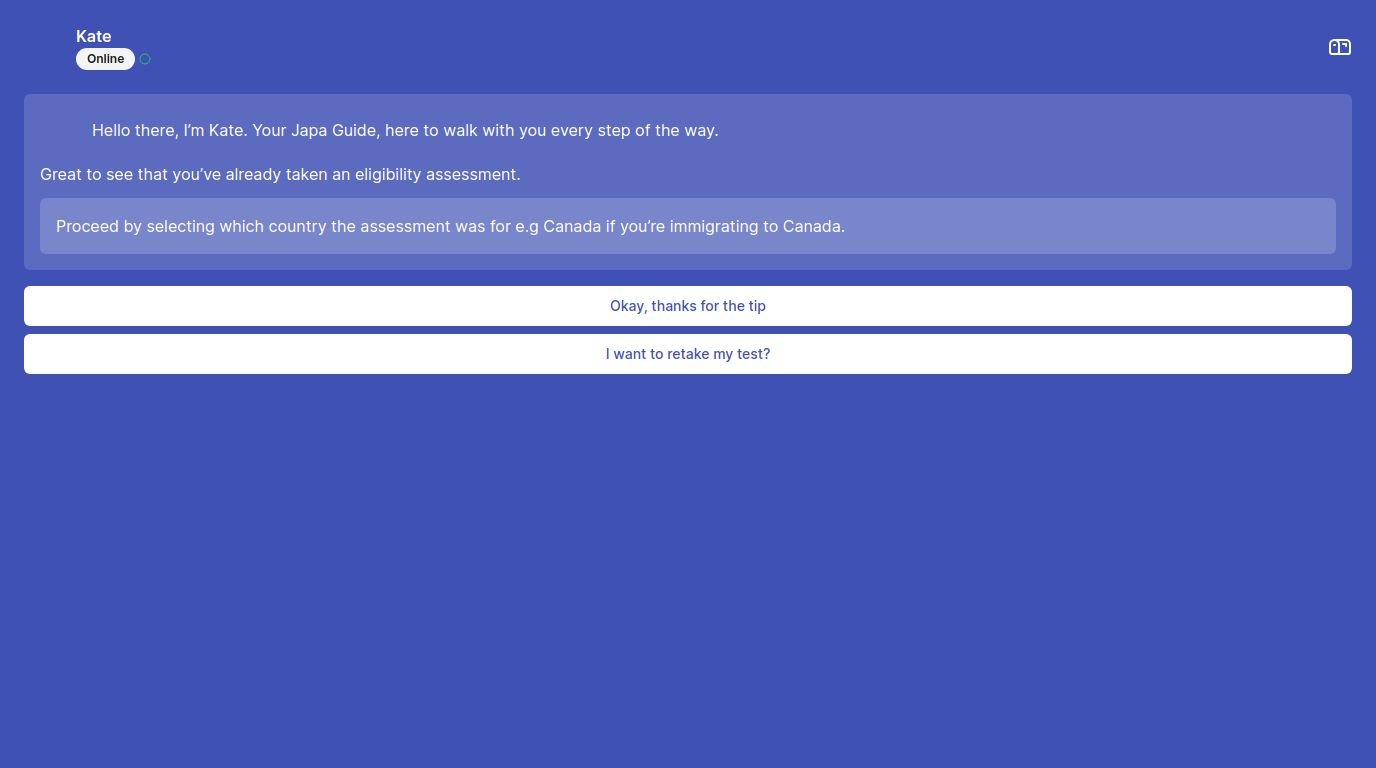 Kate
Online
Hello there, I’m Kate. Your Japa Guide, here to walk with you every step of the way.
Great to see that you’ve already taken an eligibility assessment.
Proceed by selecting which country the assessment was for e.g Canada if you’re immigrating to Canada.
Okay, thanks for the tip
I want to retake my test?